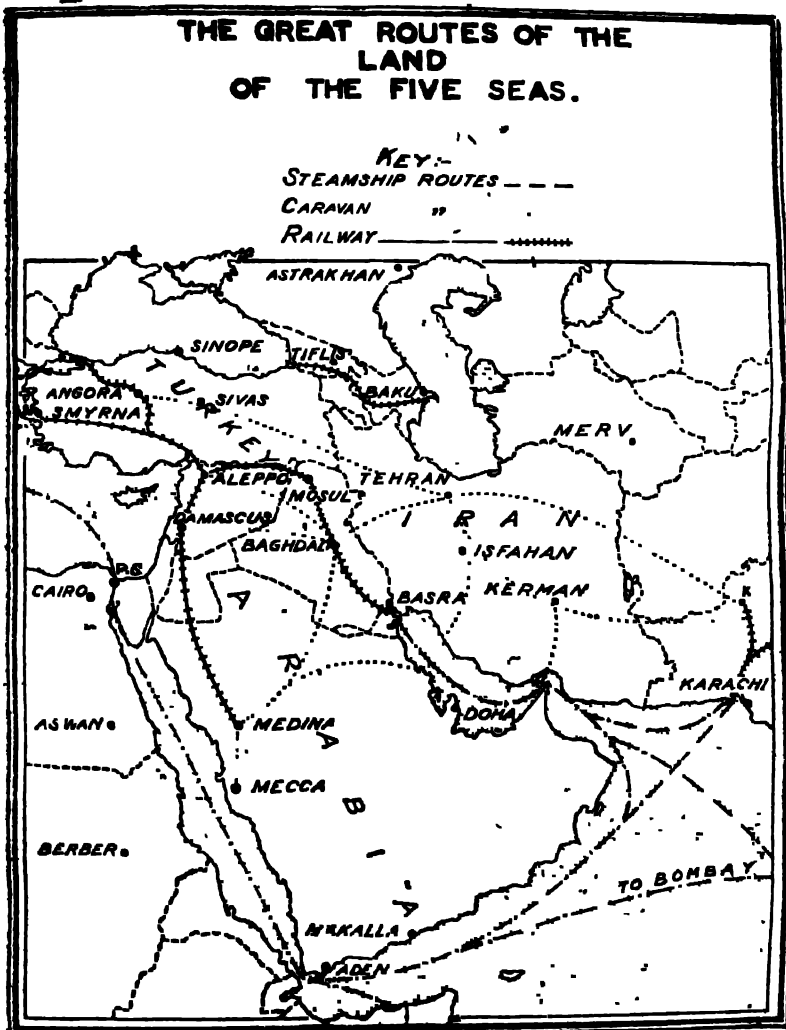 THE GREAT ROUTES OF THE
LAND
OF THE FIVE SEAS.
KEY:-
STEAMSHIP ROUTES
CARAVAN "
RAILWAY
ASTRAKHAN
SINOPE
TIFLIS
TURKEY
ANGORA
SIVAS
BAKU
SMYRNA
MERV
ALEPPO
TEHRAN
MOSUL
DAMASCUS
IRAN
BAGHDAD
ISFAHAN
P.S.
CAIRO
BASRA
KERMAN
K
ARABIA
KARACHI
ASWAN
MEDINA
DOHA
MECCA
BERBER
TO BOMBAY
MAKALLA
ADEN